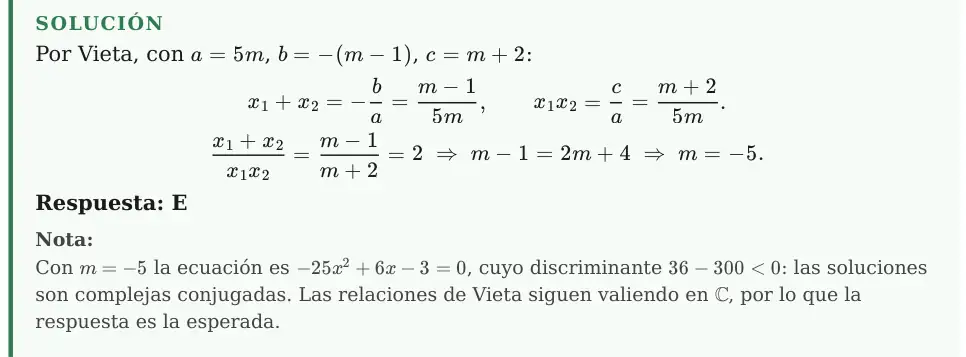 SOLUCIÓN
Por Vieta, con a = 5m, b = −(m − 1), c = m + 2:
x₁ + x₂ = −b/a = (m − 1)/(5m), x₁x₂ = c/a = (m + 2)/(5m).
(x₁ + x₂)/(x₁x₂) = (m − 1)/(m + 2) = 2 ⇒ m − 1 = 2m + 4 ⇒ m = −5.
Respuesta: E
Nota:
Con m = −5 la ecuación es −25x² + 6x − 3 = 0, cuyo discriminante 36 − 300 < 0: las soluciones
son complejas conjugadas. Las relaciones de Vieta siguen valiendo en ℂ, por lo que la
respuesta es la esperada.